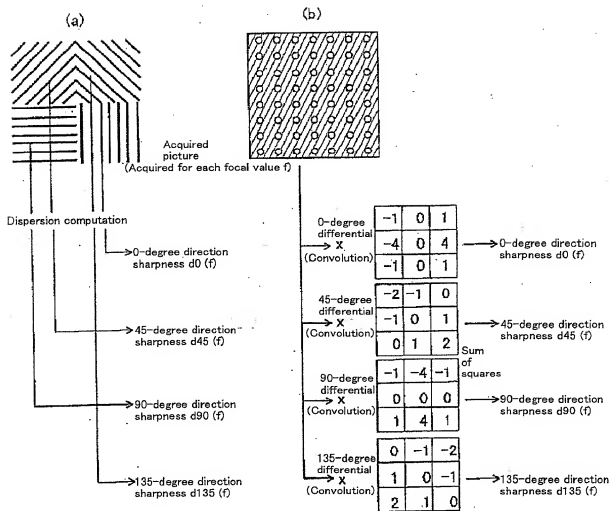 (a)
(b)
Acquired
picture
(Acquired for each focal value f)
Dispersion computation
0-degree direction
sharpness d0 (f)
45-degree direction
sharpness d45 (f)
90-degree direction
sharpness d90 (f)
135-degree direction
sharpness d135 (f)
0-degree
differential
X
(Convolution)
-1 0 1
-4 0 4
-1 0 1
0-degree direction
sharpness d0 (f)
45-degree
differential
X
(Convolution)
-2 -1 0
-1 0 1
0 1 2
45-degree direction
sharpness d45 (f)
Sum
of
squares
90-degree
differential
X
(Convolution)
-1 -4 -1
0 0 0
1 4 1
90-degree direction
sharpness d90 (f)
135-degree
differential
X
(Convolution)
0 -1 -2
1 0 -1
2 1 0
135-degree direction
sharpness d135 (f)